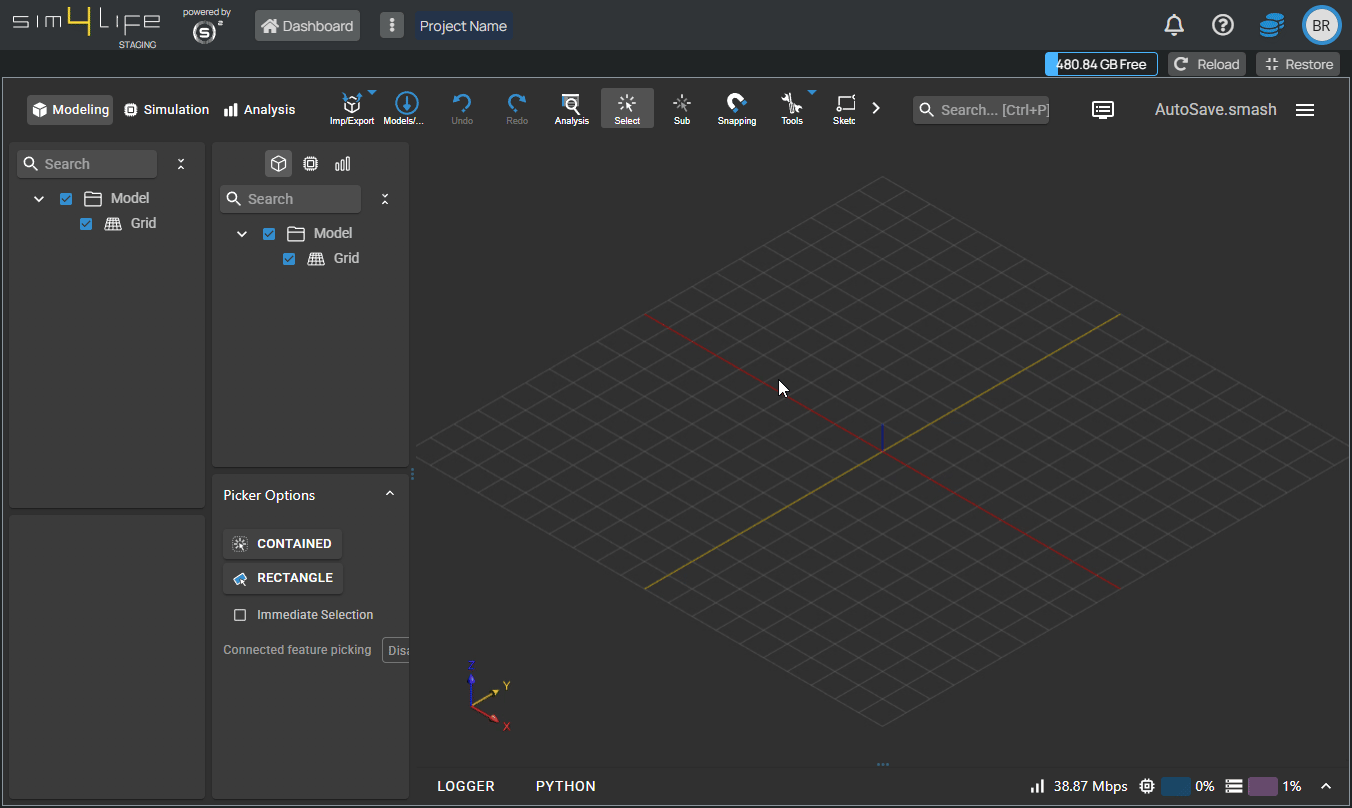 sim4life
STAGING
powered by
S
Dashboard
Project Name
BR
480.84 GB Free
Reload
Restore
Modeling
Simulation
Analysis
Imp/Export
Models/...
Undo
Redo
Analysis
Select
Sub
Snapping
Tools
Sketc
Search... [Ctrl+P]
AutoSave.smash
Search
Model
Grid
Search
Model
Grid
Picker Options
CONTAINED
RECTANGLE
Immediate Selection
Connected feature picking
Disa
Z
Y
X
LOGGER
PYTHON
38.87 Mbps
0%
1%